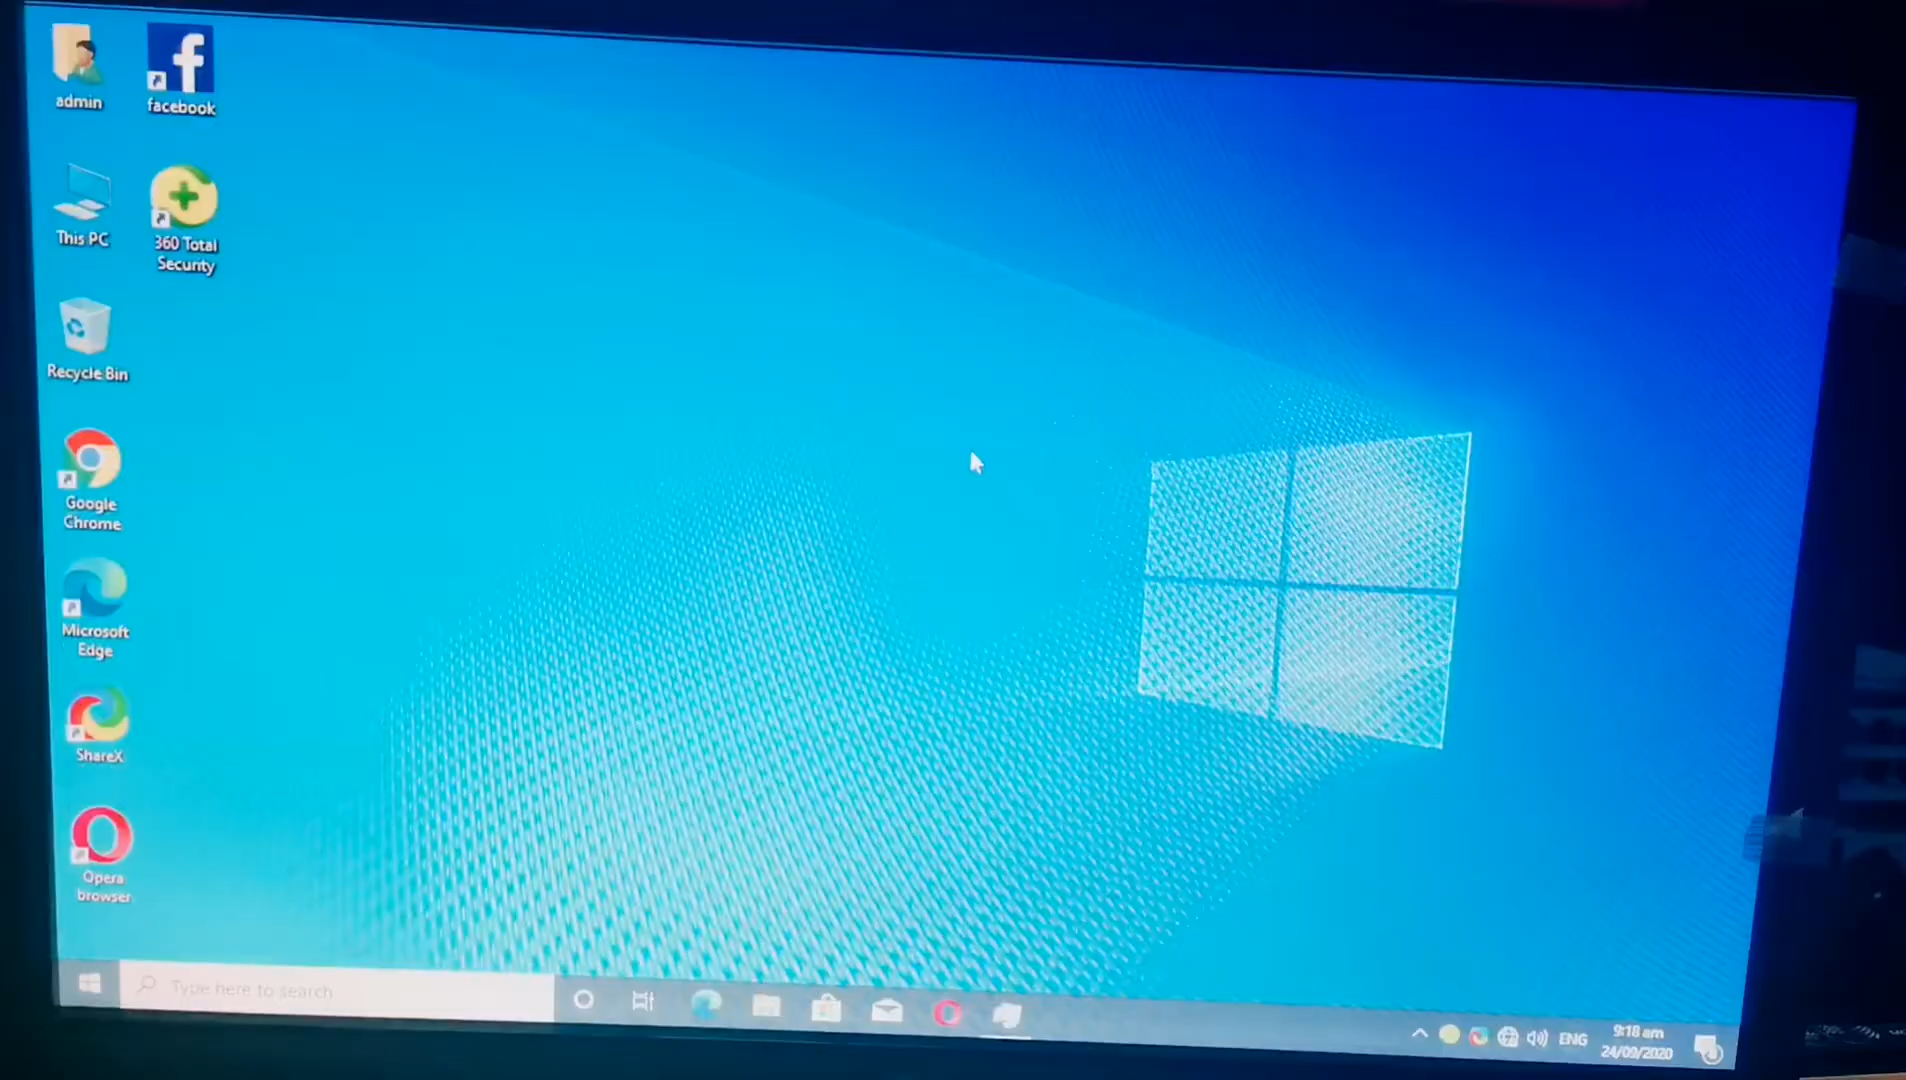 admin
facebook
This PC
360 Total
Security
Recycle Bin
Google
Chrome
Microsoft
Edge
ShareX
Opera
browser
Type here to search
ENG
9:18 am
24/09/2020